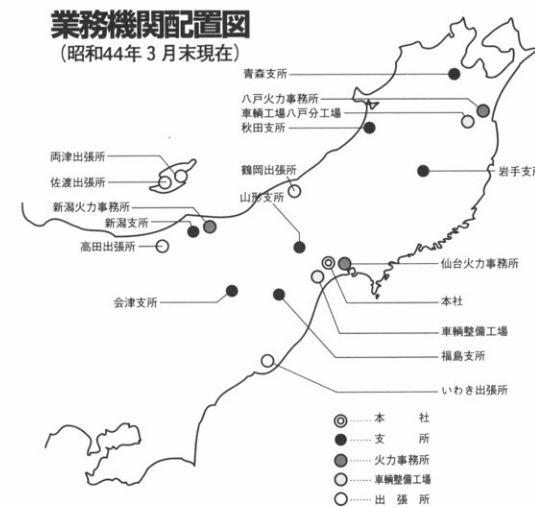 業務機関配置図
(昭和44年3月末現在)
青森支所
八戸火力事務所
車輌工場八戸分工場
秋田支所
両津出張所
佐渡出張所
鶴岡出張所
岩手支所
山形支所
新潟火力事務所
新潟支所
高田出張所
仙台火力事務所
会津支所
本社
車輌整備工場
福島支所
いわき出張所
本 社
支 所
火力事務所
車輌整備工場
出 張 所